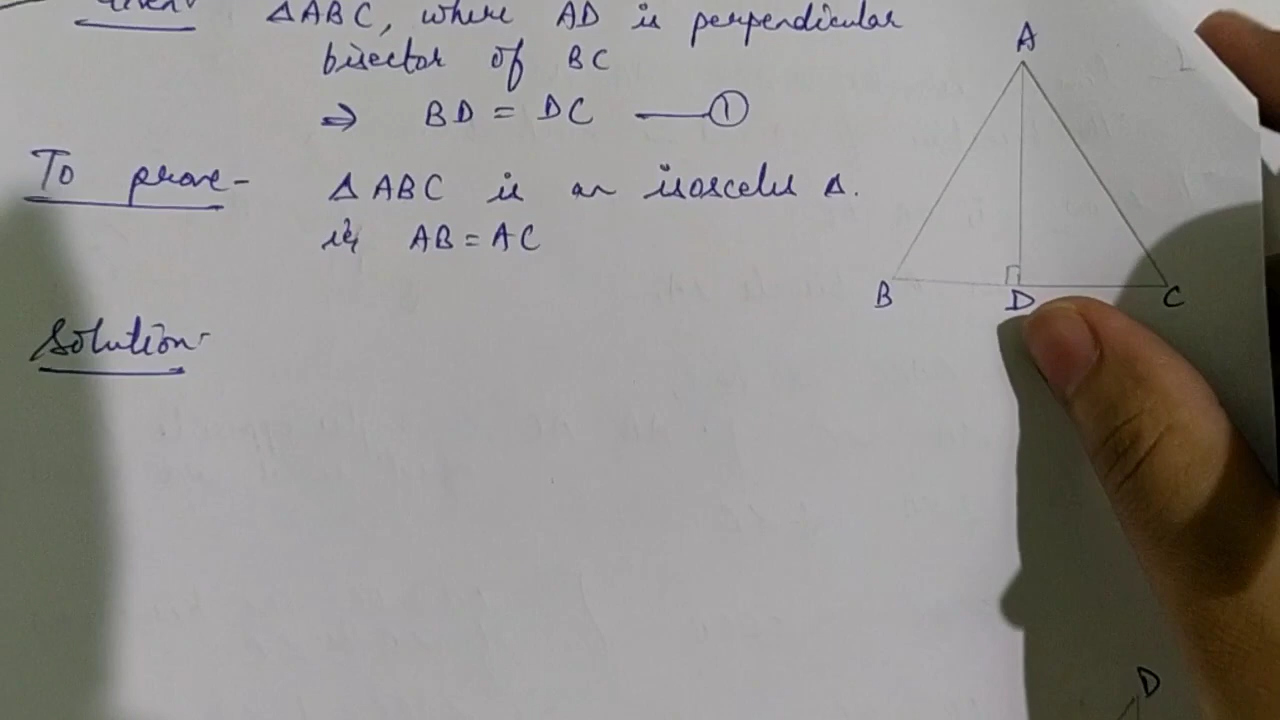 Given
ΔABC, where AD is perpendicular
bisector of BC
⇒ BD = DC ——①
To prove- ΔABC is an isosceles Δ.
ie, AB = AC
Solution-
A
B
D
C
D